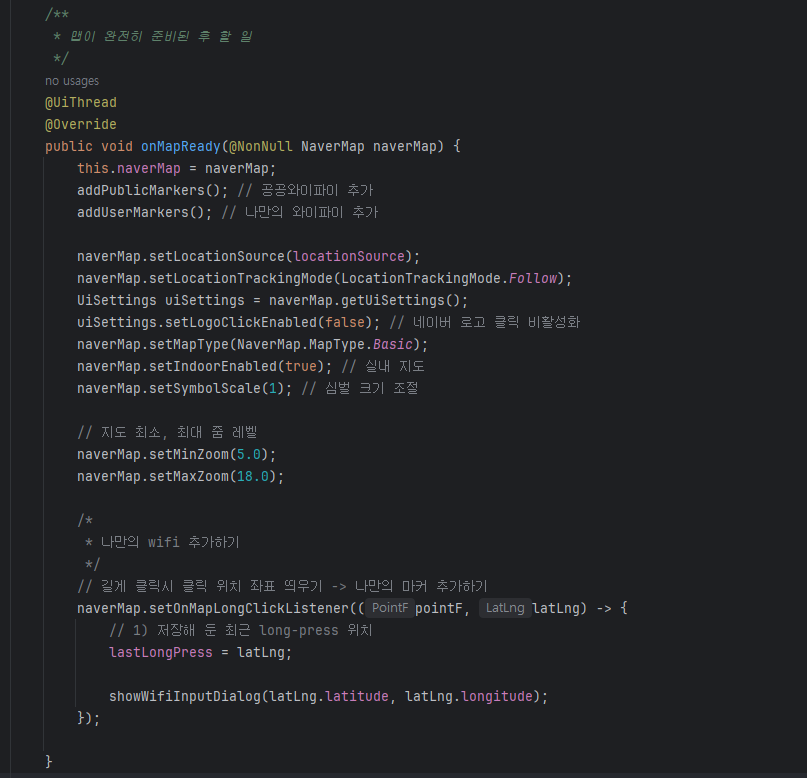 /**
 * 맵이 완전히 준비된 후 할 일
 */
no usages
@UiThread
@Override
public void onMapReady(@NonNull NaverMap naverMap) {
    this.naverMap = naverMap;
    addPublicMarkers(); // 공공와이파이 추가
    addUserMarkers(); // 나만의 와이파이 추가

    naverMap.setLocationSource(locationSource);
    naverMap.setLocationTrackingMode(LocationTrackingMode.Follow);
    UiSettings uiSettings = naverMap.getUiSettings();
    uiSettings.setLogoClickEnabled(false); // 네이버 로고 클릭 비활성화
    naverMap.setMapType(NaverMap.MapType.Basic);
    naverMap.setIndoorEnabled(true); // 실내 지도
    naverMap.setSymbolScale(1); // 심벌 크기 조절

    // 지도 최소, 최대 줌 레벨
    naverMap.setMinZoom(5.0);
    naverMap.setMaxZoom(18.0);

    /*
     * 나만의 wifi 추가하기
     */
    // 길게 클릭시 클릭 위치 좌표 띄우기 -> 나만의 마커 추가하기
    naverMap.setOnMapLongClickListener((PointF pointF, LatLng latLng) -> {
        // 1) 저장해 둔 최근 long-press 위치
        lastLongPress = latLng;

        showWifiInputDialog(latLng.latitude, latLng.longitude);
    });

}